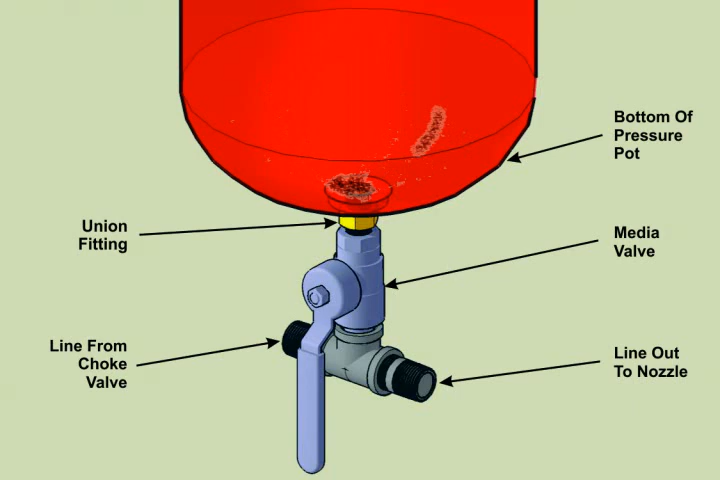 Bottom Of
Pressure
Pot
Union
Fitting
Media
Valve
Line From
Choke
Valve
Line Out
To Nozzle